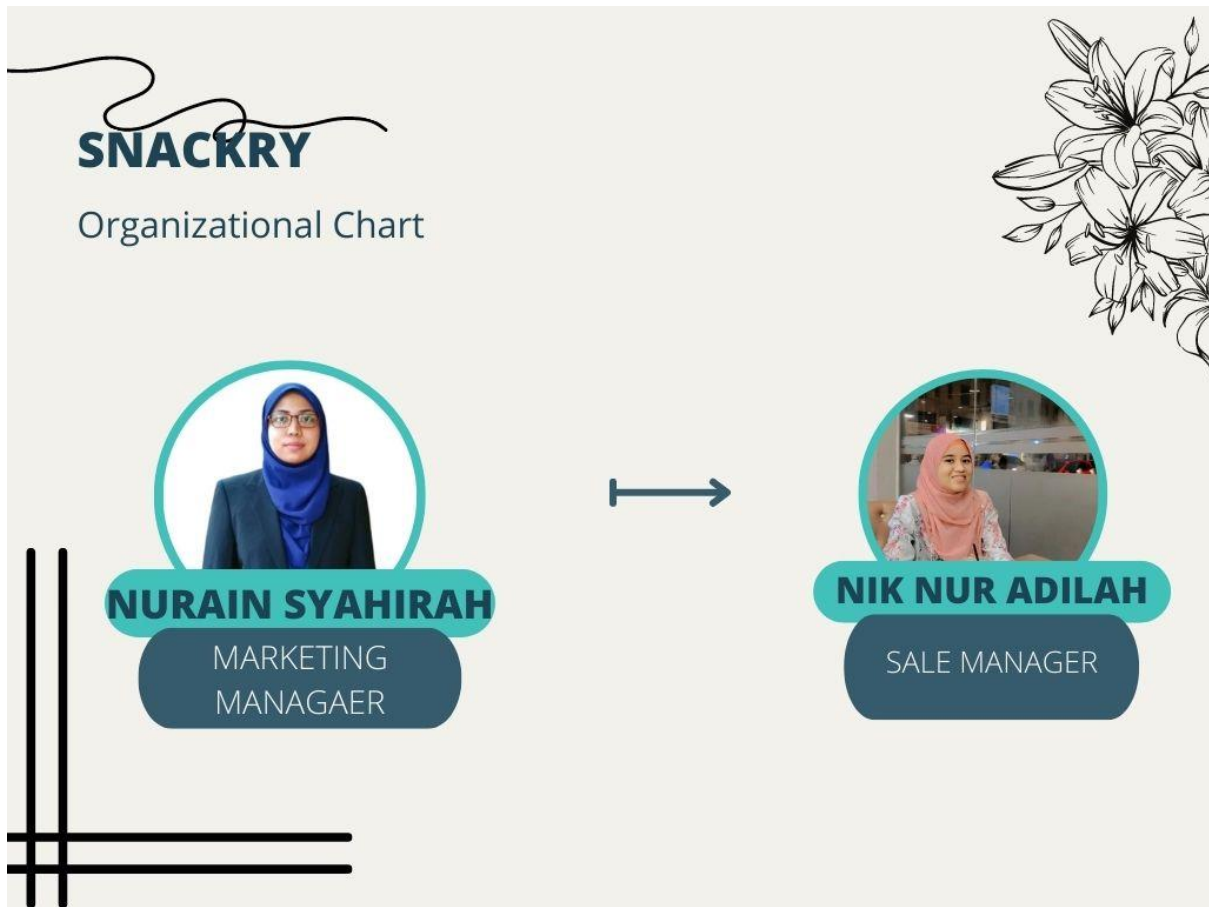 SNACKRY
Organizational Chart
NURAIN SYAHIRAH
MARKETING
MANAGAER
NIK NUR ADILAH
SALE MANAGER